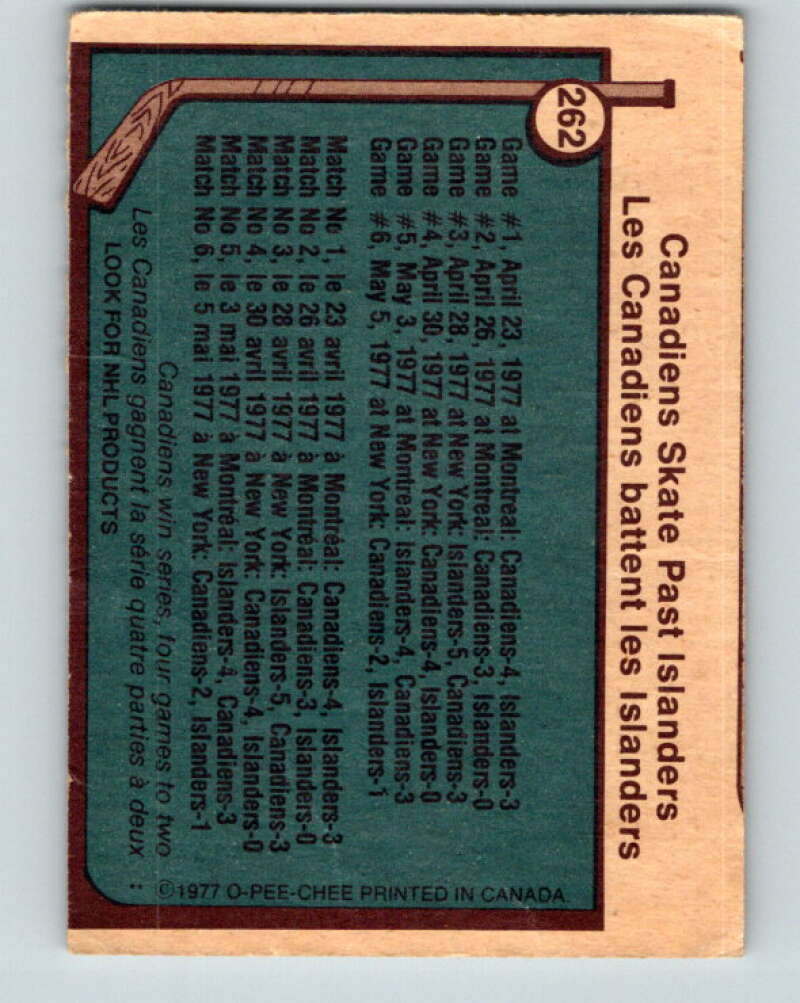 262
Canadiens Skate Past Islanders
Les Canadiens battent les Islanders
Game #1, April 23, 1977 at Montreal: Canadiens-4, Islanders-3
Game #2, April 26, 1977 at Montreal: Canadiens-3, Islanders-0
Game #3, April 28, 1977 at New York: Islanders-5, Canadiens-3
Game #4, April 30, 1977 at New York: Canadiens-4, Islanders-0
Game #5, May 3, 1977 at Montreal: Islanders-4, Canadiens-3
Game #6, May 5, 1977 at New York: Canadiens-2, Islanders-1
Match No 1, le 23 avril 1977 à Montréal: Canadiens-4, Islanders-3
Match No 2, le 26 avril 1977 à Montréal: Canadiens-3, Islanders-0
Match No 3, le 28 avril 1977 à New York: Islanders-5, Canadiens-3
Match No 4, le 30 avril 1977 à New York: Canadiens-4, Islanders-0
Match No 5, le 3 mai 1977 à Montréal: Islanders-4, Canadiens-3
Match No 6, le 5 mai 1977 à New York: Canadiens-2, Islanders-1
Canadiens win series, four games to two
Les Canadiens gagnent la série quatre parties à deux :
LOOK FOR NHL PRODUCTS
©1977 O-PEE-CHEE PRINTED IN CANADA.